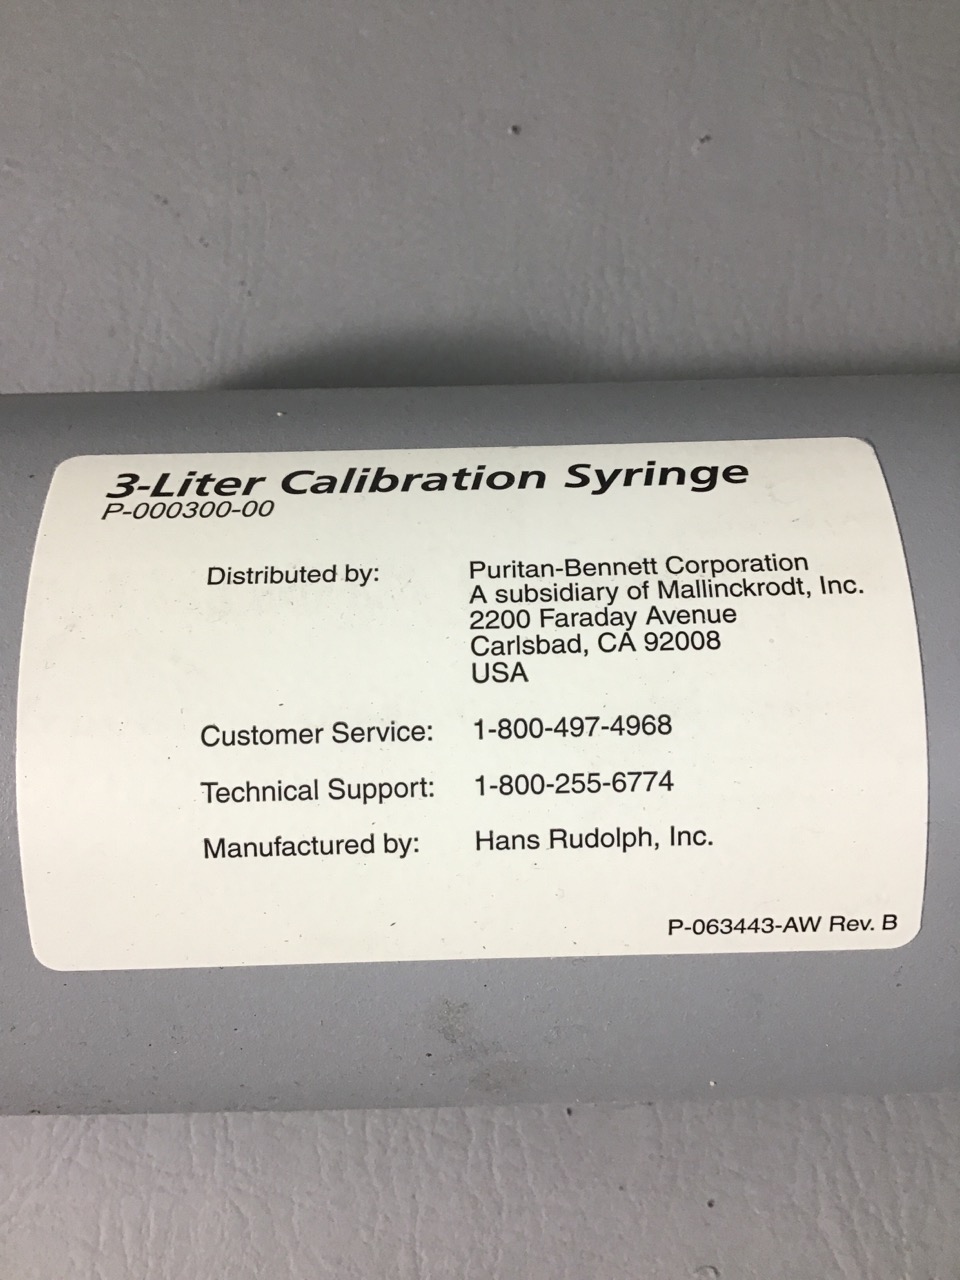 3-Liter Calibration Syringe
P-000300-00
Distributed by: Puritan-Bennett Corporation
A subsidiary of Mallinckrodt, Inc.
2200 Faraday Avenue
Carlsbad, CA 92008
USA
Customer Service: 1-800-497-4968
Technical Support: 1-800-255-6774
Manufactured by: Hans Rudolph, Inc.
P-063443-AW Rev. B